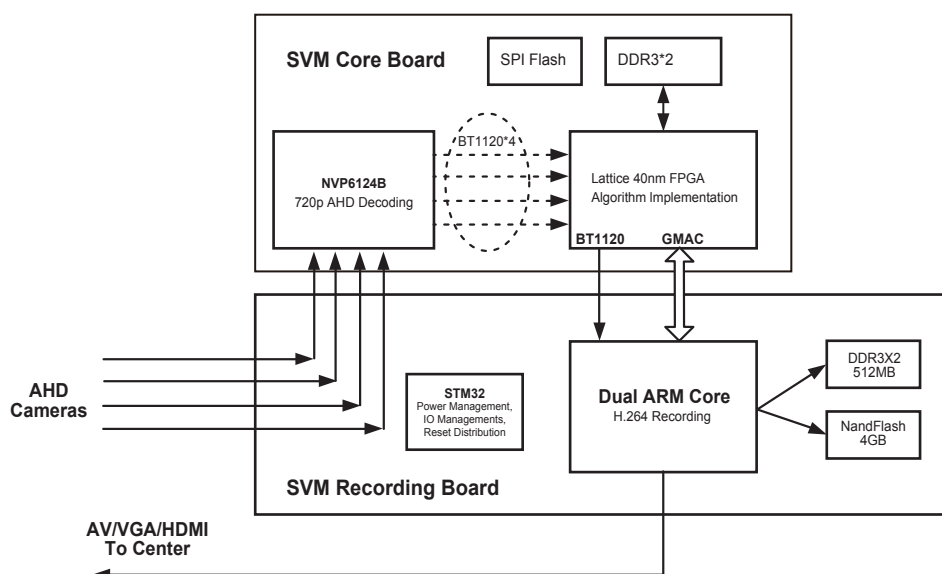 SVM Core Board
SPI Flash
DDR3*2
BT1120*4
NVP6124B
720p AHD Decoding
Lattice 40nm FPGA
Algorithm Implementation
BT1120
GMAC
AHD
Cameras
STM32
Power Management,
IO Managements,
Reset Distribution
Dual ARM Core
H.264 Recording
DDR3X2
512MB
NandFlash
4GB
SVM Recording Board
AV/VGA/HDMI
To Center